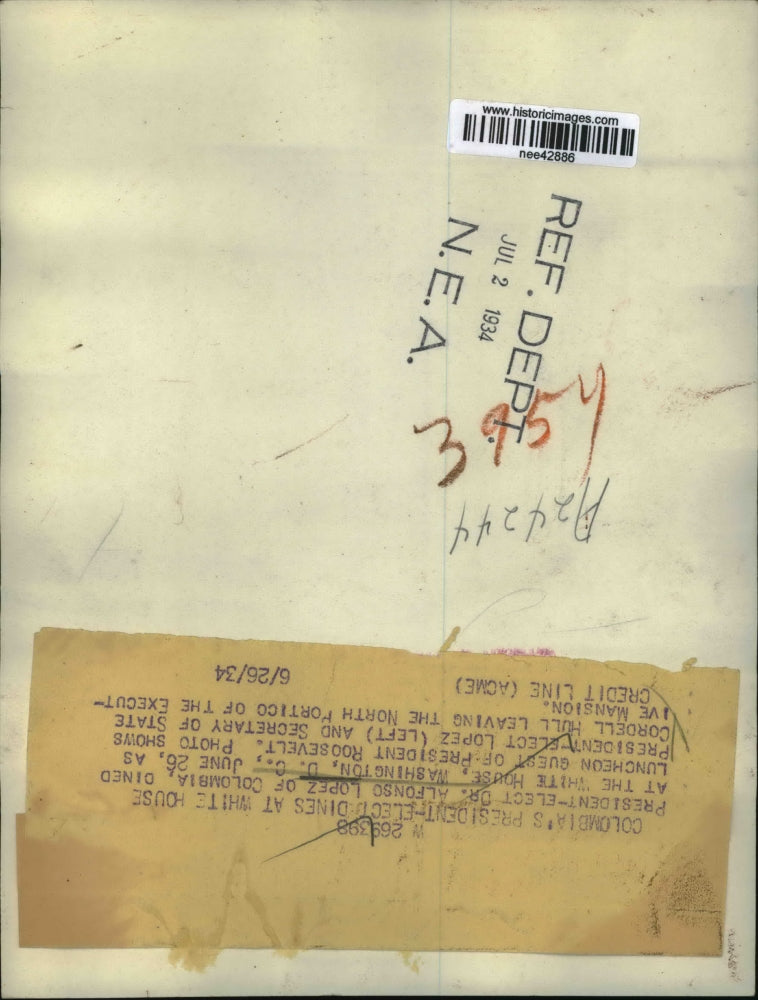 www.historicimages.com
nee42886
REF. DEPT.
JUL 2 1934
N.E.A.
3957
A24244
W 269398
COLOMBIA'S PRESIDENT-ELECT DINES AT WHITE HOUSE
PRESIDENT-ELECT DR. ALFONSO LOPEZ OF COLOMBIA, DINED
AT THE WHITE HOUSE, WASHINGTON, D. C., JUNE 26, AS
LUNCHEON GUEST OF PRESIDENT ROOSEVELT. PHOTO SHOWS
PRESIDENT-ELECT LOPEZ (LEFT) AND SECRETARY OF STATE
CORDELL HULL LEAVING THE NORTH PORTICO OF THE EXECUT-
IVE MANSION.
CREDIT LINE (ACME) 6/26/34